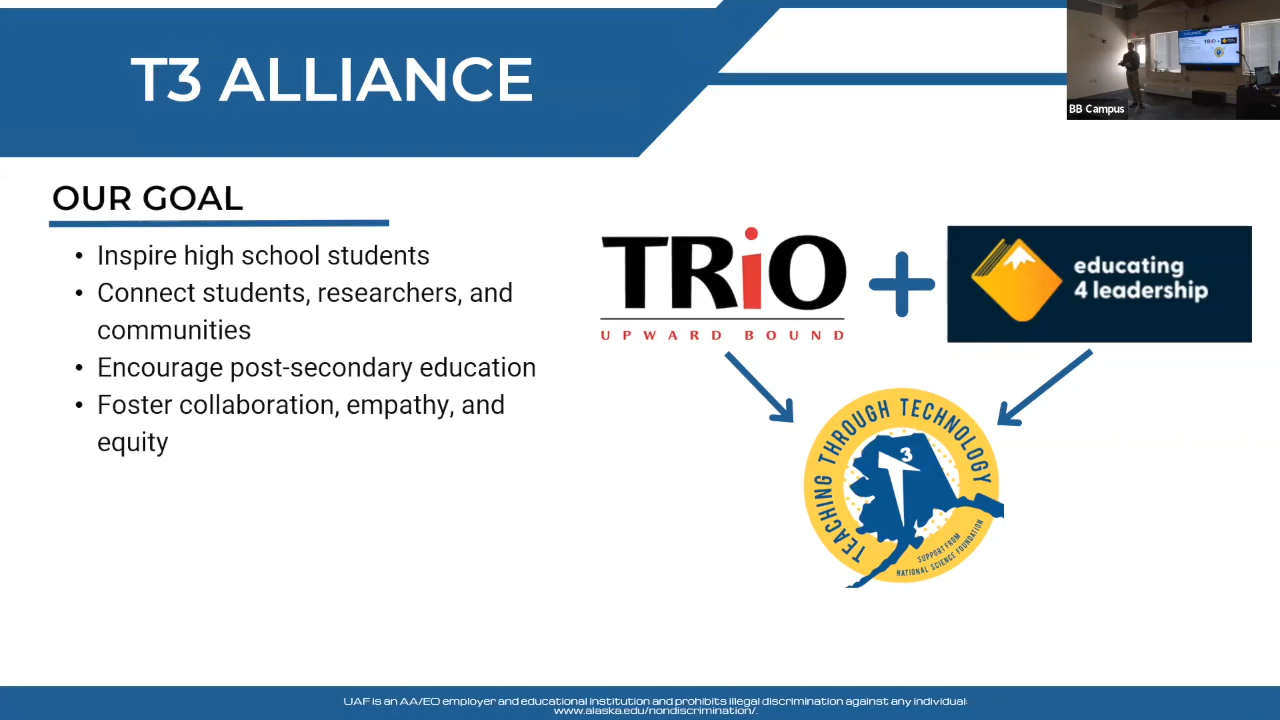 T3 ALLIANCE
BB Campus
OUR GOAL
• Inspire high school students
• Connect students, researchers, and
communities
• Encourage post-secondary education
• Foster collaboration, empathy, and
equity
TRiO
UPWARD BOUND
+
educating
4 leadership
TEACHING THROUGH TECHNOLOGY
T3
SUPPORT FROM
NATIONAL SCIENCE FOUNDATION
UAF is an AA/EO employer and educational institution and prohibits illegal discrimination against any individual:
www.alaska.edu/nondiscrimination/.